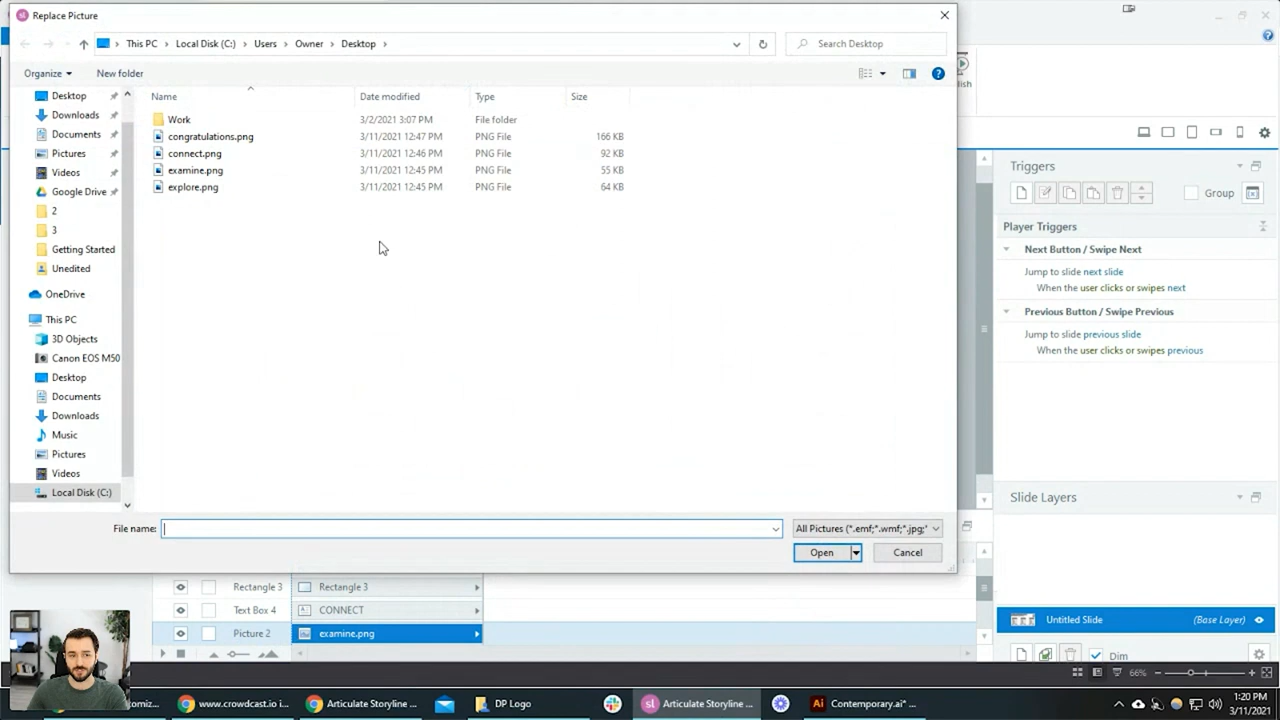 Replace Picture
This PC > Local Disk (C:) > Users > Owner > Desktop >
Search Desktop
Organize
New folder
Name
Date modified
Type
Size
Desktop
Downloads
Documents
Pictures
Videos
Google Drive
2
3
Getting Started
Unedited
OneDrive
This PC
3D Objects
Canon EOS M50
Desktop
Documents
Downloads
Music
Pictures
Videos
Local Disk (C:)
Work 3/2/2021 3:07 PM File folder
congratulations.png 3/11/2021 12:47 PM PNG File 166 KB
connect.png 3/11/2021 12:46 PM PNG File 92 KB
examine.png 3/11/2021 12:45 PM PNG File 55 KB
explore.png 3/11/2021 12:45 PM PNG File 64 KB
File name:
All Pictures (*.emf;*.wmf;*.jpg;*
Open
Cancel
lish
Triggers
Group
Player Triggers
Next Button / Swipe Next
Jump to slide next slide
When the user clicks or swipes next
Previous Button / Swipe Previous
Jump to slide previous slide
When the user clicks or swipes previous
Slide Layers
Untitled Slide (Base Layer)
Dim
Rectangle 3 Rectangle 3
Text Box 4 CONNECT
Picture 2 examine.png
66%
tomiz...
www.crowdcast.io i...
Articulate Storyline ...
DP Logo
Articulate Storyline ...
Contemporary.ai* ...
1:20 PM
3/11/2021